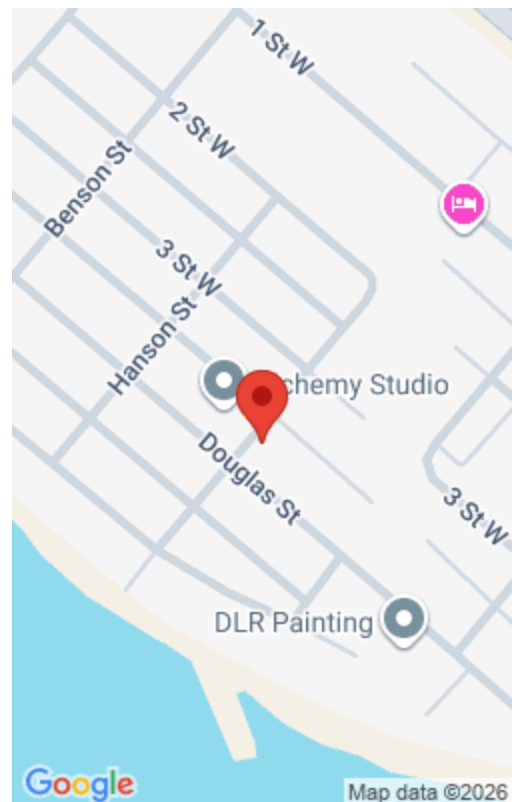 1 St W
2 St W
Benson St
3 St W
Hanson St
chemy Studio
Douglas St
3 St W
DLR Painting
Google
Map data ©2026